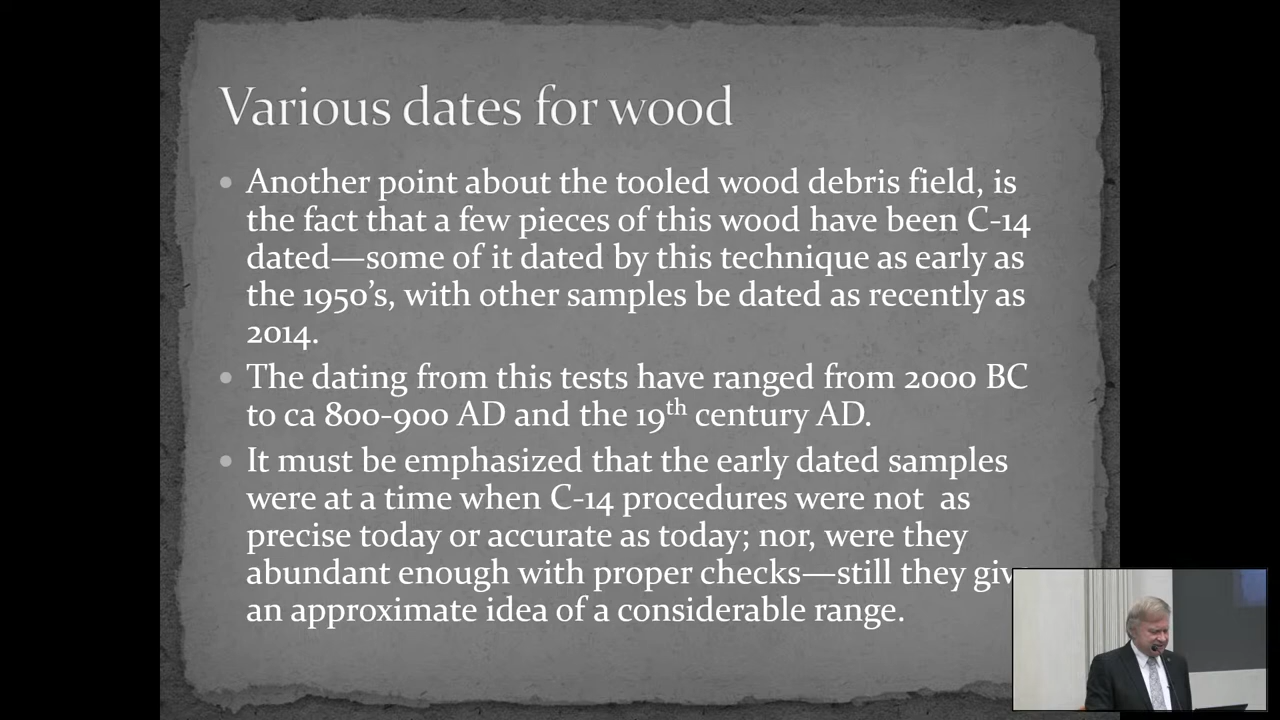 Various dates for wood
• Another point about the tooled wood debris field, is
the fact that a few pieces of this wood have been C-14
dated—some of it dated by this technique as early as
the 1950’s, with other samples be dated as recently as
2014.
• The dating from this tests have ranged from 2000 BC
to ca 800-900 AD and the 19th century AD.
• It must be emphasized that the early dated samples
were at a time when C-14 procedures were not as
precise today or accurate as today; nor, were they
abundant enough with proper checks—still they give
an approximate idea of a considerable range.